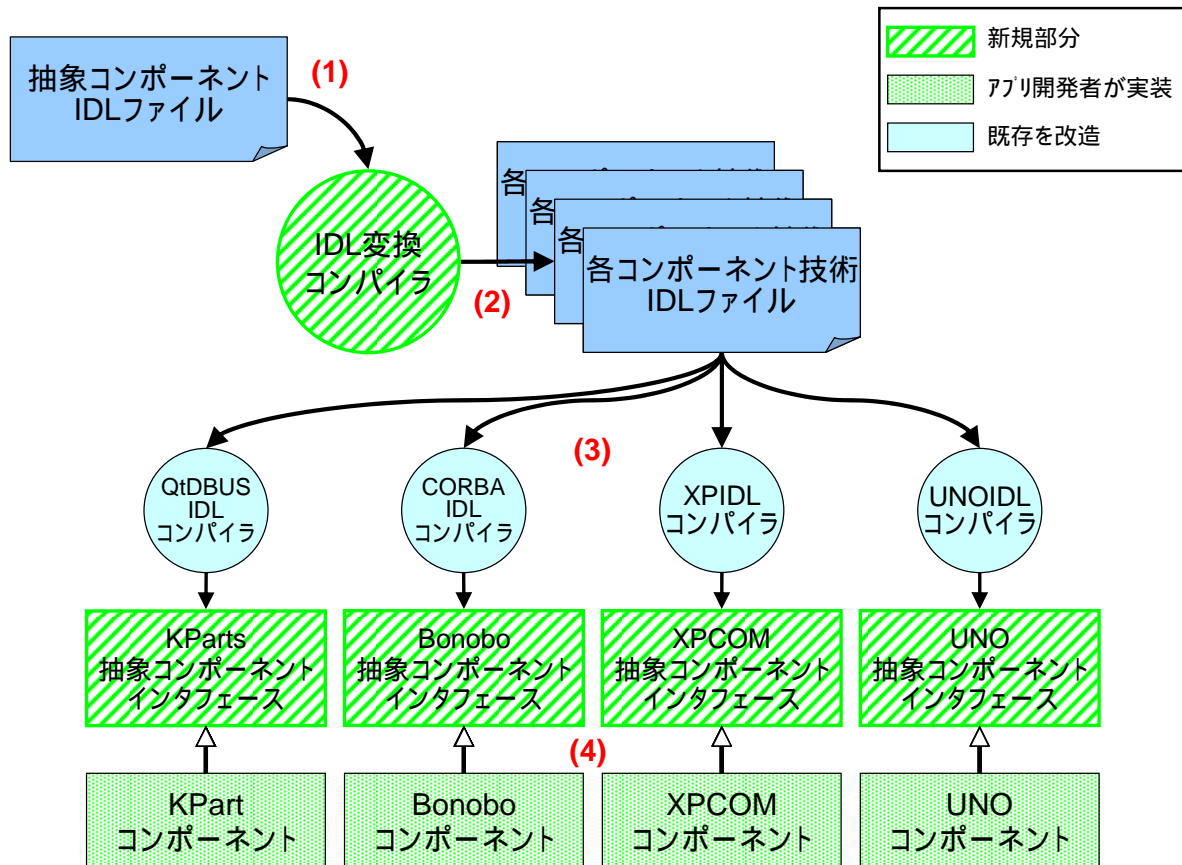 新規部分
アプリ開発者が実装
既存を改造
抽象コンポーネント
IDLファイル
(1)
IDL変換
コンパイラ
(2)
各
各
各
各コンポーネント技術
IDLファイル
(3)
QtDBUS
IDL
コンパイラ
CORBA
IDL
コンパイラ
XPIDL
コンパイラ
UNOIDL
コンパイラ
KParts
抽象コンポーネント
インタフェース
Bonobo
抽象コンポーネント
インタフェース
XPCOM
抽象コンポーネント
インタフェース
UNO
抽象コンポーネント
インタフェース
(4)
KPart
コンポーネント
Bonobo
コンポーネント
XPCOM
コンポーネント
UNO
コンポーネント